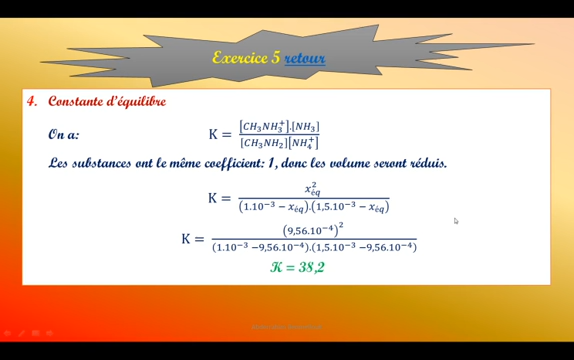 Exercice 5 retour
4. Constante d'équilibre
On a: K = [CH₃NH₃⁺].[NH₃] / [CH₃NH₂][NH₄⁺]
Les substances ont le même coefficient: 1, donc les volume seront réduis.
K = x²éq / (1.10⁻³ − xéq).(1,5.10⁻³ − xéq)
K = (9,56.10⁻⁴)² / (1.10⁻³ −9,56.10⁻⁴).(1,5.10⁻³ −9,56.10⁻⁴)
K = 38,2